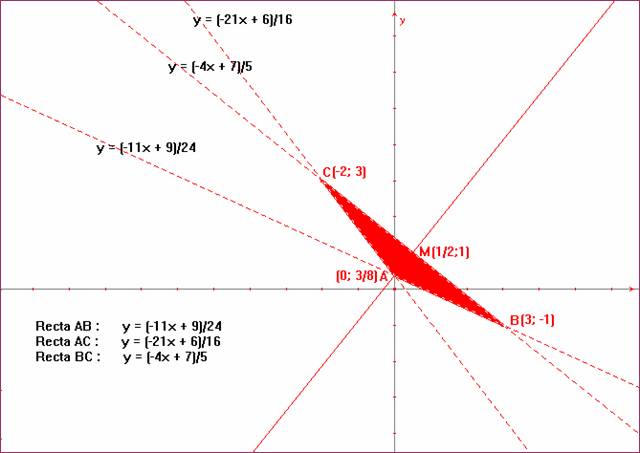 y = (-21x + 6)/16
y
y = (-4x + 7)/5
y = (-11x + 9)/24
C(-2; 3)
M(1/2;1)
(0; 3/8)A
x
B(3; -1)
Recta AB : y = (-11x + 9)/24
Recta AC : y = (-21x + 6)/16
Recta BC : y = (-4x + 7)/5